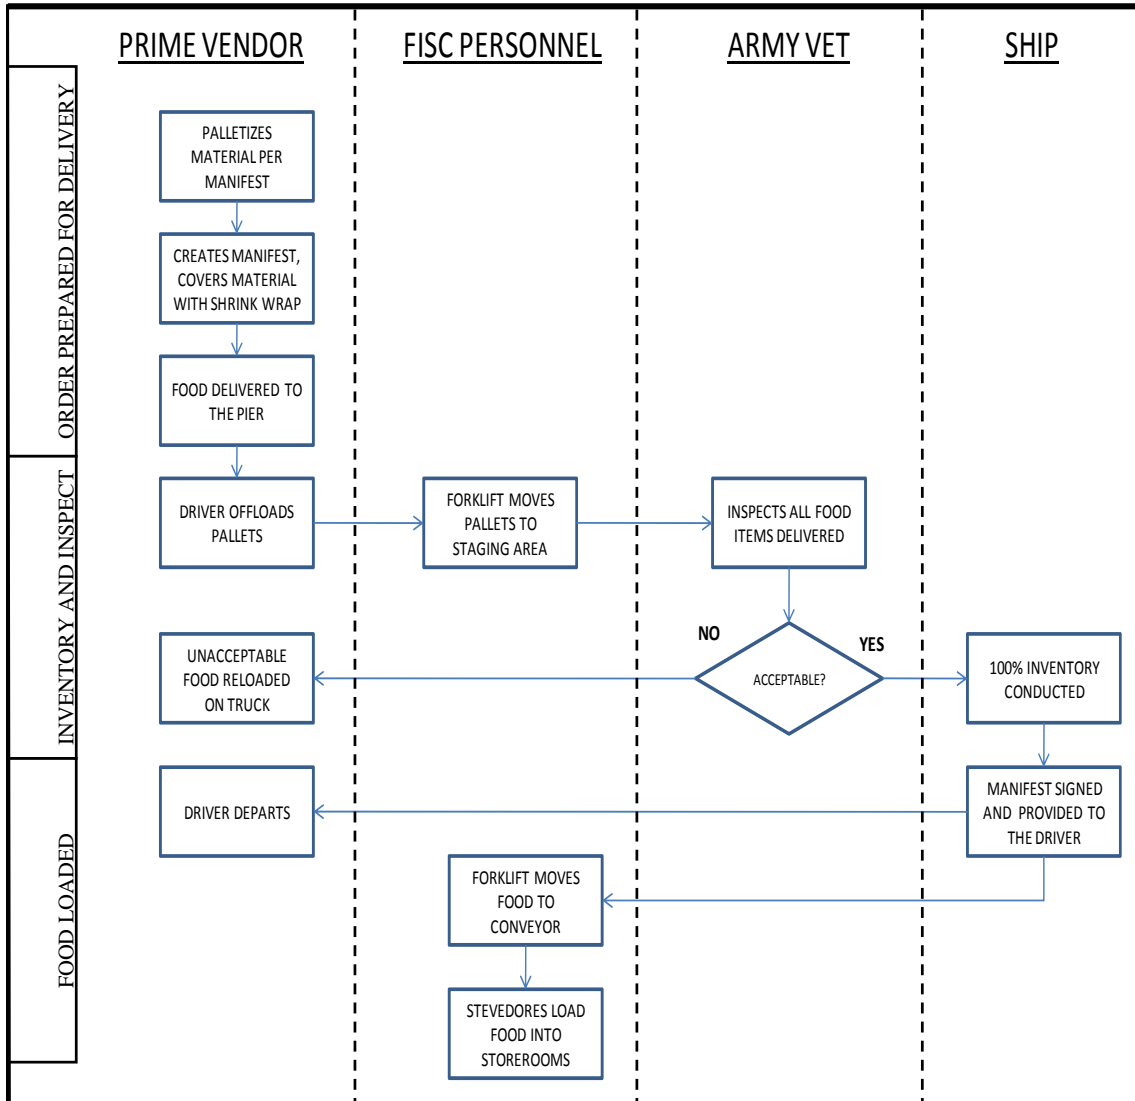 PRIME VENDOR
FISC PERSONNEL
ARMY VET
SHIP
ORDER PREPARED FOR DELIVERY
PALLETIZES
MATERIAL PER
MANIFEST
CREATES MANIFEST,
COVERS MATERIAL
WITH SHRINK WRAP
FOOD DELIVERED TO
THE PIER
INVENTORY AND INSPECT
DRIVER OFFLOADS
PALLETS
FORKLIFT MOVES
PALLETS TO
STAGING AREA
INSPECTS ALL FOOD
ITEMS DELIVERED
NO
YES
ACCEPTABLE?
UNACCEPTABLE
FOOD RELOADED
ON TRUCK
100% INVENTORY
CONDUCTED
FOOD LOADED
DRIVER DEPARTS
MANIFEST SIGNED
AND PROVIDED TO
THE DRIVER
FORKLIFT MOVES
FOOD TO
CONVEYOR
STEVEDORES LOAD
FOOD INTO
STOREROOMS